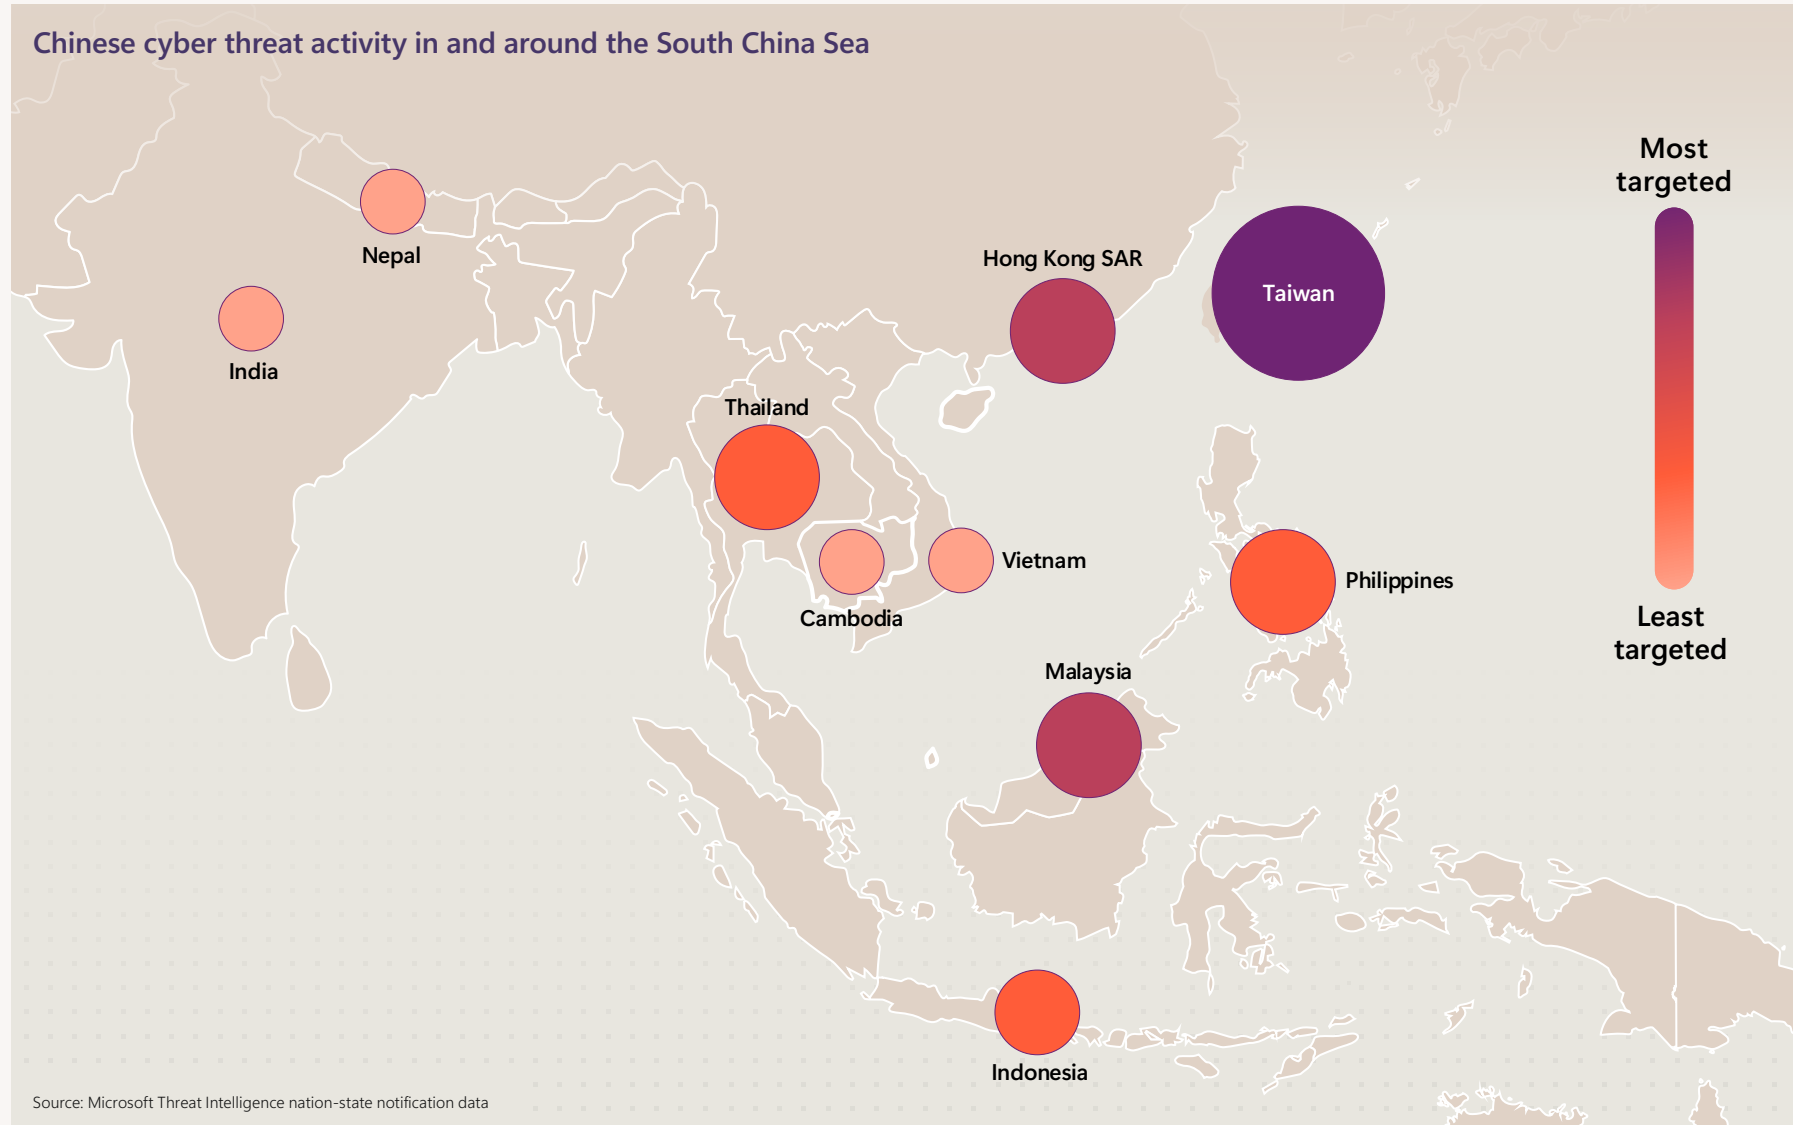 Chinese cyber threat activity in and around the South China Sea
Most
targeted
Nepal
Hong Kong SAR
Taiwan
India
Thailand
Vietnam
Philippines
Cambodia
Least
targeted
Malaysia
Indonesia
Source: Microsoft Threat Intelligence nation-state notification data